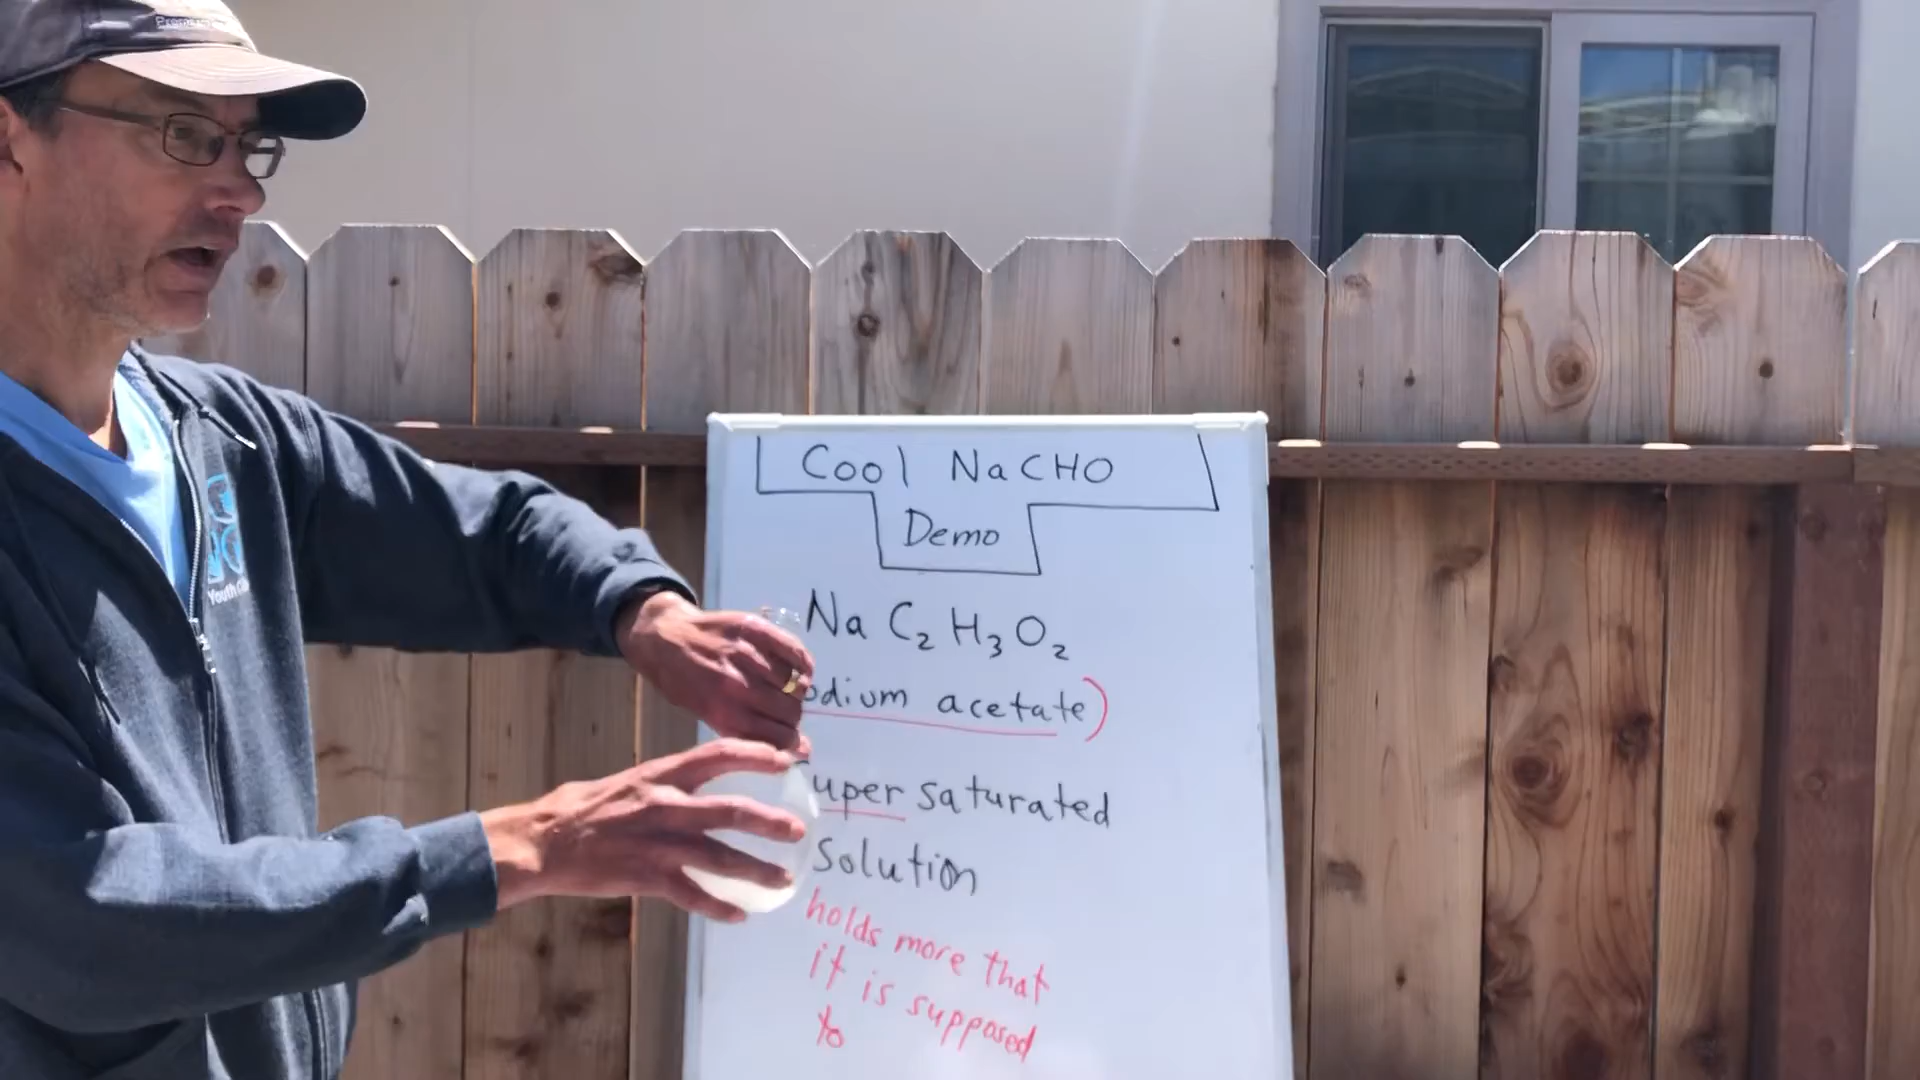 Cool NaCHO
Demo
Na C₂ H₃ O₂
odium acetate)
uper saturated
Solution
holds more that
it is supposed
to
Youth